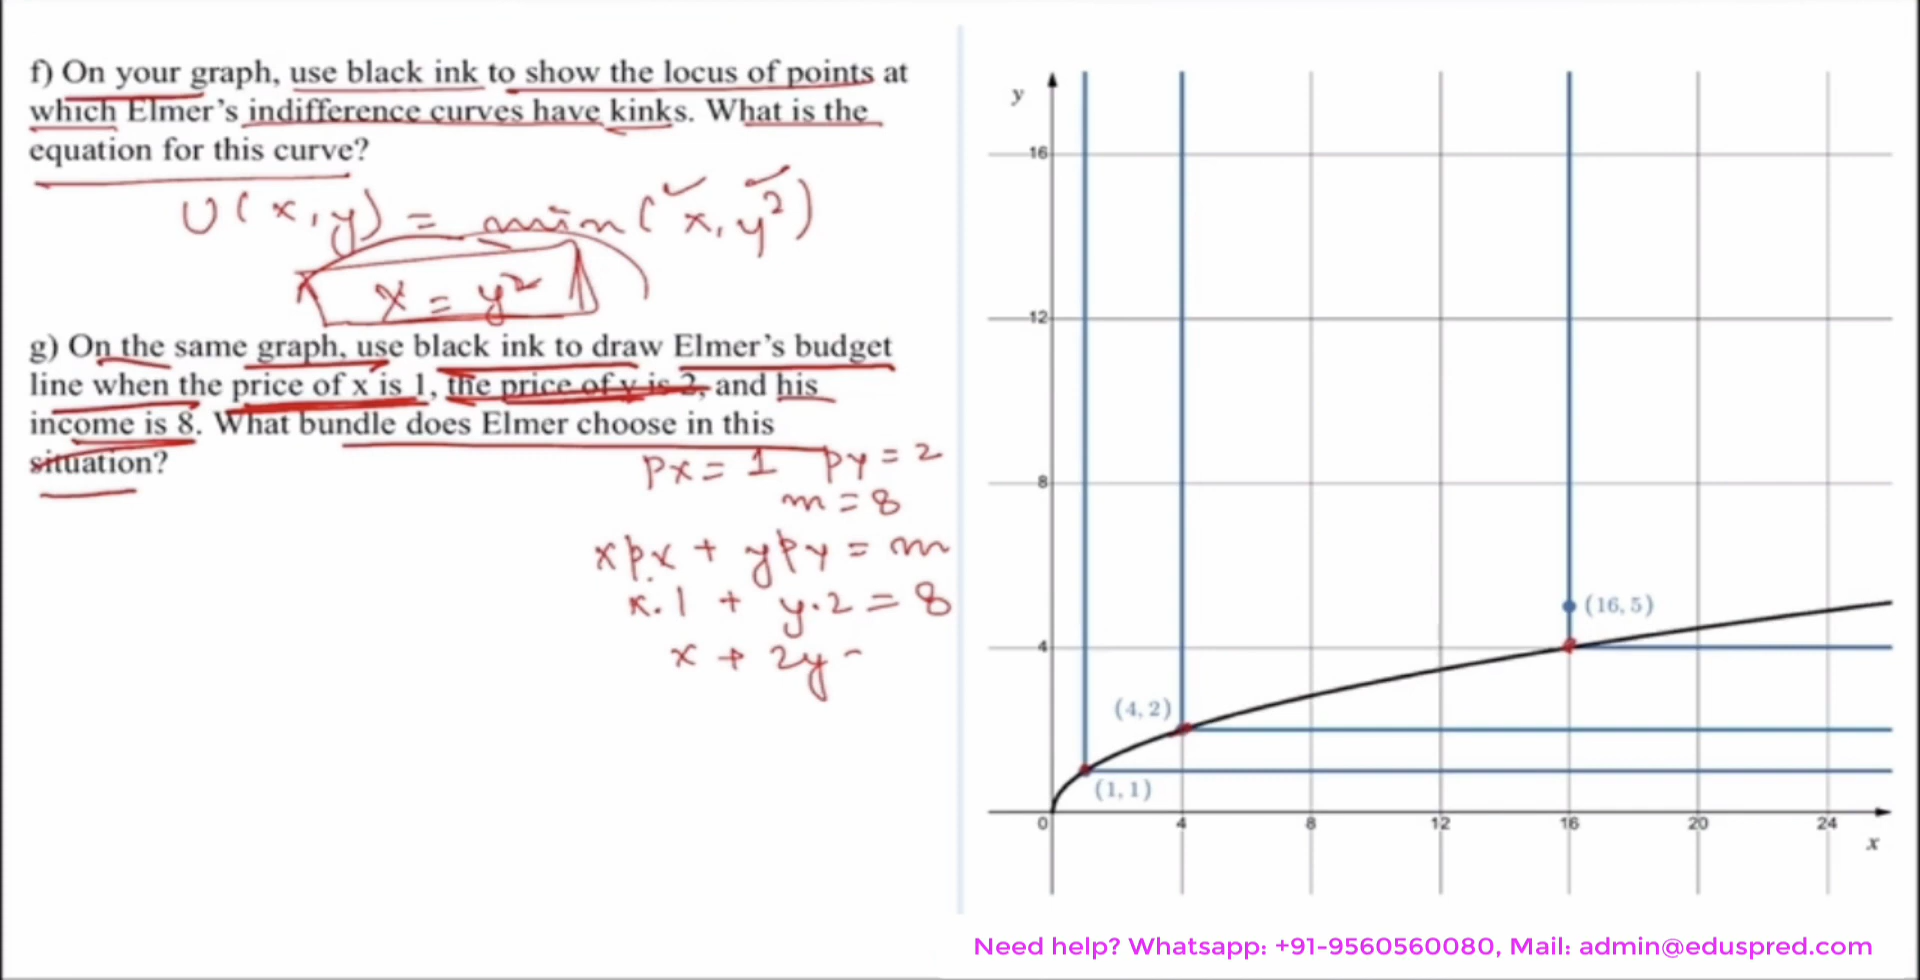 f) On your graph, use black ink to show the locus of points at
which Elmer’s indifference curves have kinks. What is the
equation for this curve?
U(x,y) = min(x, y²)
x = y²
g) On the same graph, use black ink to draw Elmer’s budget
line when the price of x is 1, the price of y is 2, and his
income is 8. What bundle does Elmer choose in this
situation?
px = 1 py = 2
m = 8
xpx + ypy = m
x.1 + y.2 = 8
x + 2y -
y
16
12
8
4
(16, 5)
(4, 2)
(1, 1)
0 4 8 12 16 20 24
x
Need help? Whatsapp: +91-9560560080, Mail: admin@eduspred.com